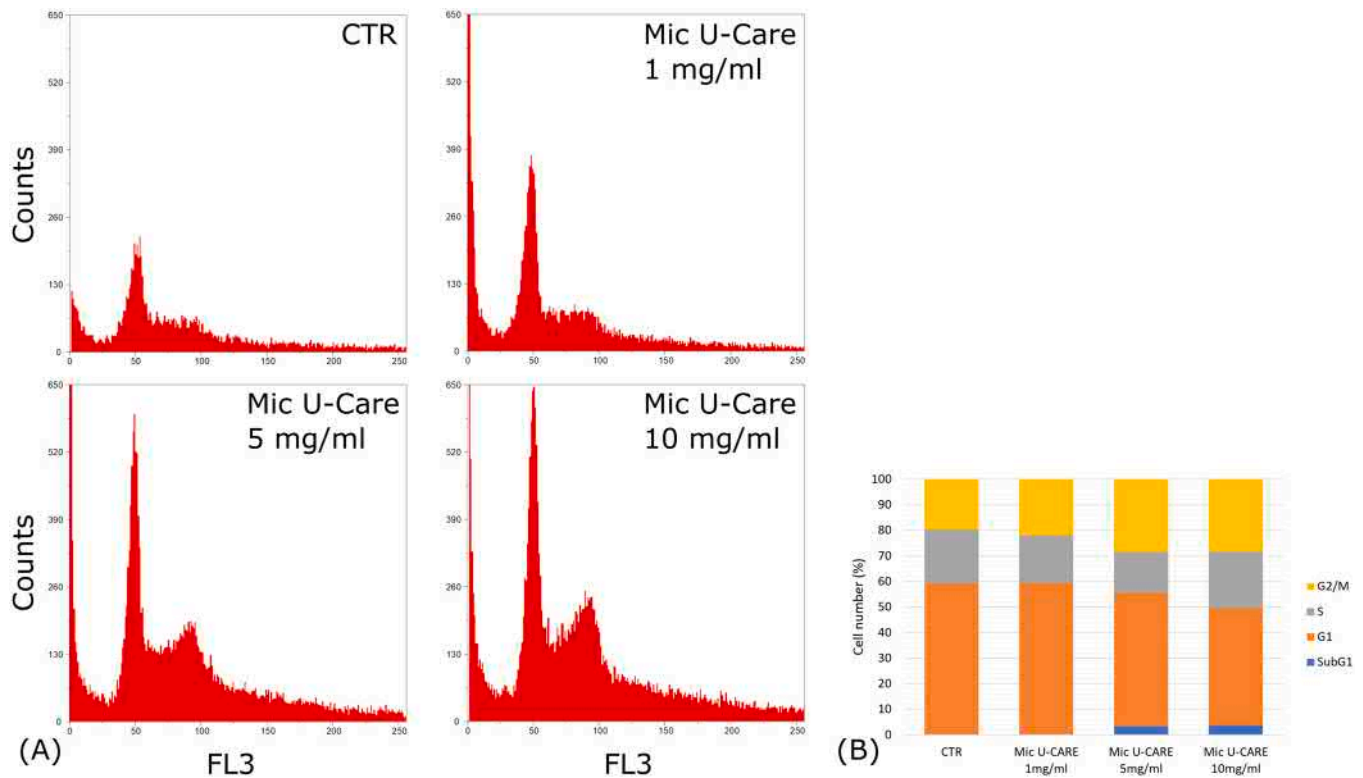 CTR
650
520
390
260
130
0
Counts
0 50 100 150 200 250
Mic U-Care
1 mg/ml
650
520
390
260
130
0
0 50 100 150 200 250
Mic U-Care
5 mg/ml
650
520
390
260
130
0
Counts
0 50 100 150 200 250
FL3
Mic U-Care
10 mg/ml
650
520
390
260
130
0
0 50 100 150 200 250
FL3
(A)
100
90
80
70
60
50
40
30
20
10
0
Cell number (%)
CTR
Mic U-CARE
1mg/ml
Mic U-CARE
5mg/ml
Mic U-CARE
10mg/ml
G2/M
S
G1
SubG1
(B)